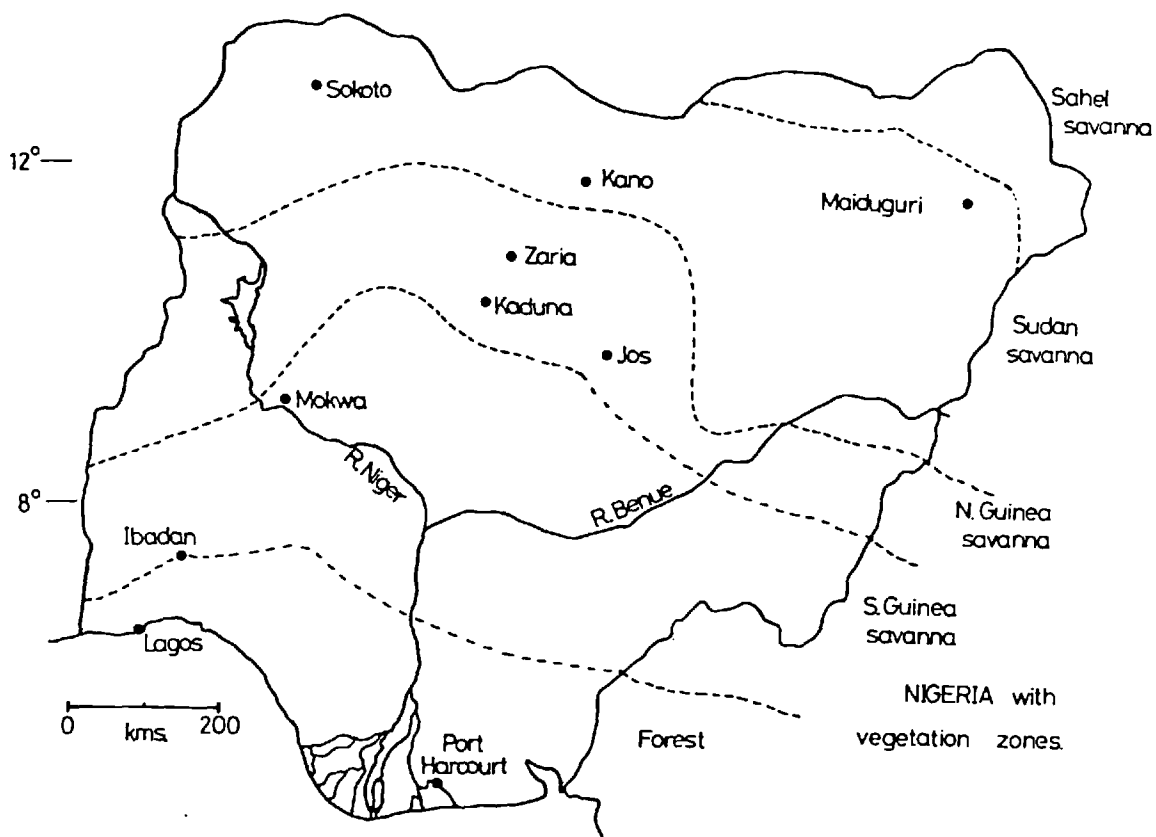 Sokoto
Sahel
savanna
12°
Kano
Maiduguri
Zaria
Kaduna
Sudan
savanna
Jos
Mokwa
R. Niger
8°
R. Benue
N. Guinea
savanna
Ibadan
S. Guinea
savanna
Lagos
NIGERIA with
vegetation zones.
0 200
kms.
Port
Harcourt
Forest